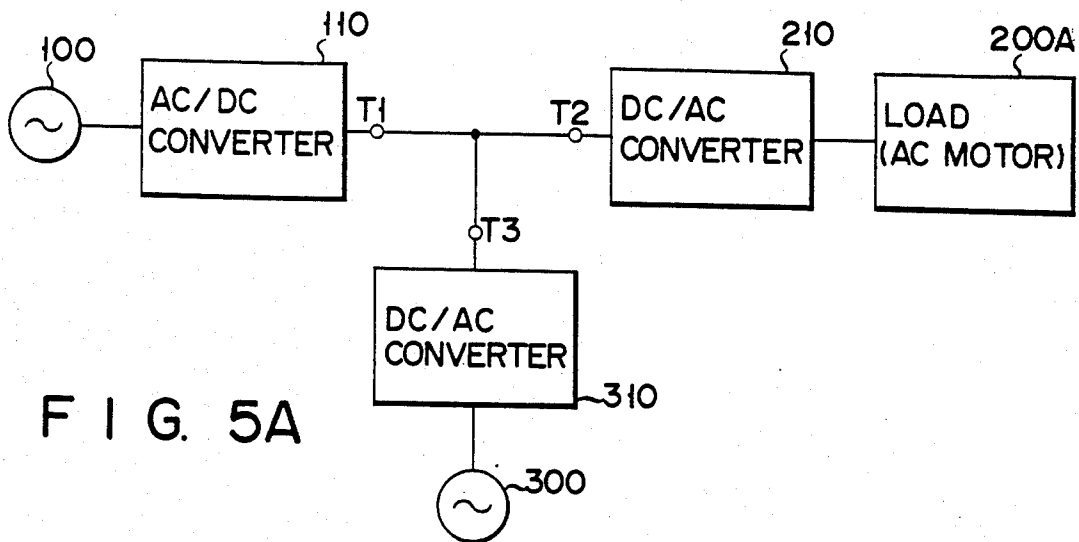 100
110
210
200A
AC/DC
CONVERTER
T1
T2
DC/AC
CONVERTER
LOAD
(AC MOTOR)
T3
DC/AC
CONVERTER
310
FIG. 5A
300